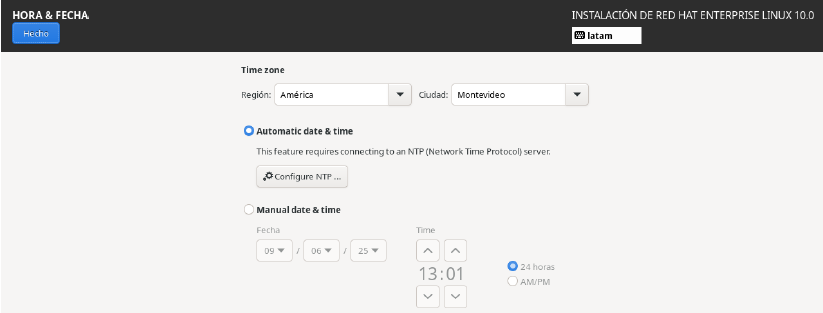 HORA & FECHA
INSTALACIÓN DE RED HAT ENTERPRISE LINUX 10.0
Hecho
latam
Time zone
Región: América Ciudad: Montevideo
Automatic date & time
This feature requires connecting to an NTP (Network Time Protocol) server.
Configure NTP ...
Manual date & time
Fecha Time
09 / 06 / 25
13:01
24 horas
AM/PM